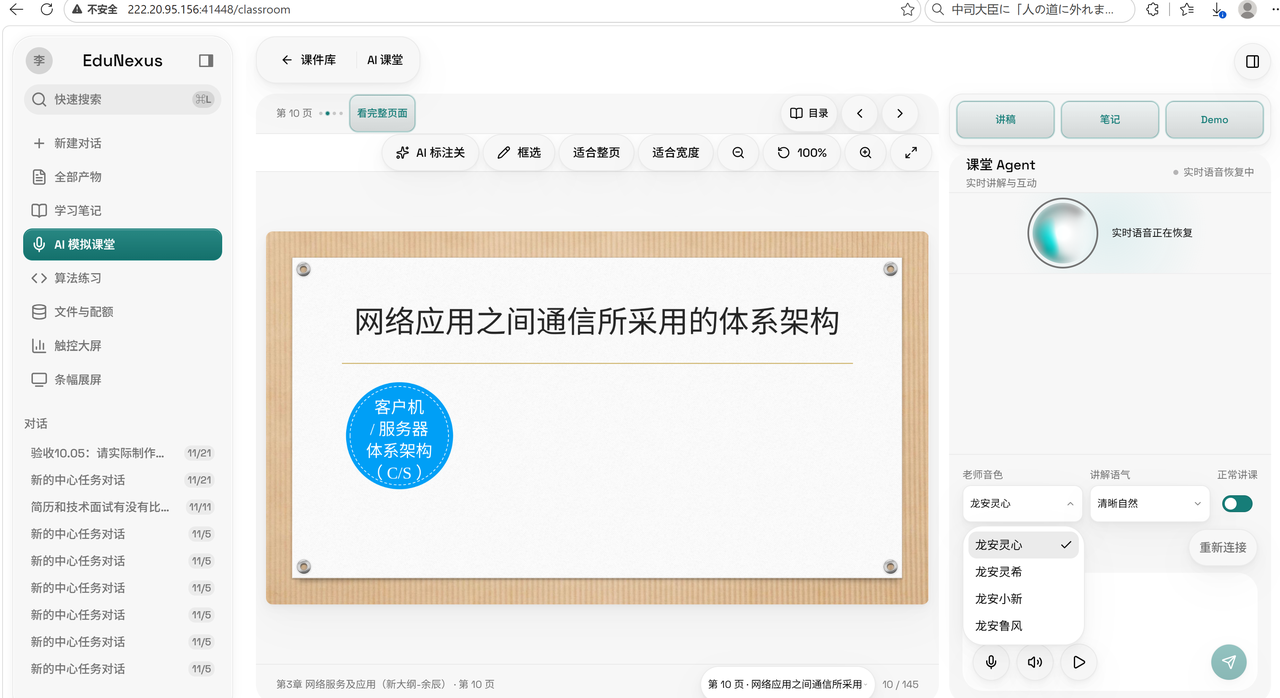 不安全 222.20.95.156:41448/classroom
中司大臣に「人の道に外れま...
李 EduNexus
快速搜索 ⌘L
新建对话
全部产物
学习笔记
AI 模拟课堂
算法练习
文件与配额
触控大屏
条幅展屏
对话
验收10.05：请实际制作... 11/21
新的中心任务对话 11/21
简历和技术面试有没有比... 11/11
新的中心任务对话 11/5
新的中心任务对话 11/5
新的中心任务对话 11/5
新的中心任务对话 11/5
新的中心任务对话 11/5
新的中心任务对话 11/5
课件库 AI 课堂
第 10 页 看完整页面 目录
AI 标注关 框选 适合整页 适合宽度 100%
网络应用之间通信所采用的体系架构
客户机
/ 服务器
体系架构
（C/S）
第3章 网络服务及应用（新大纲-余辰） · 第 10 页
第 10 页 · 网络应用之间通信所采用 10 / 145
讲稿 笔记 Demo
课堂 Agent 实时语音恢复中
实时讲解与互动
实时语音正在恢复
老师音色 讲解语气 正常讲课
龙安灵心 清晰自然
龙安灵心
龙安灵希
龙安小新
龙安鲁风
重新连接